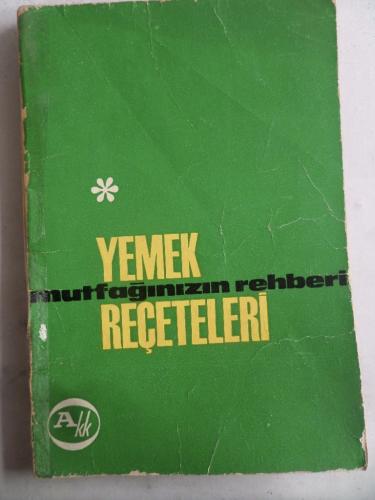 *
YEMEK
mutfağınızın rehberi
REÇETELERİ
Akk